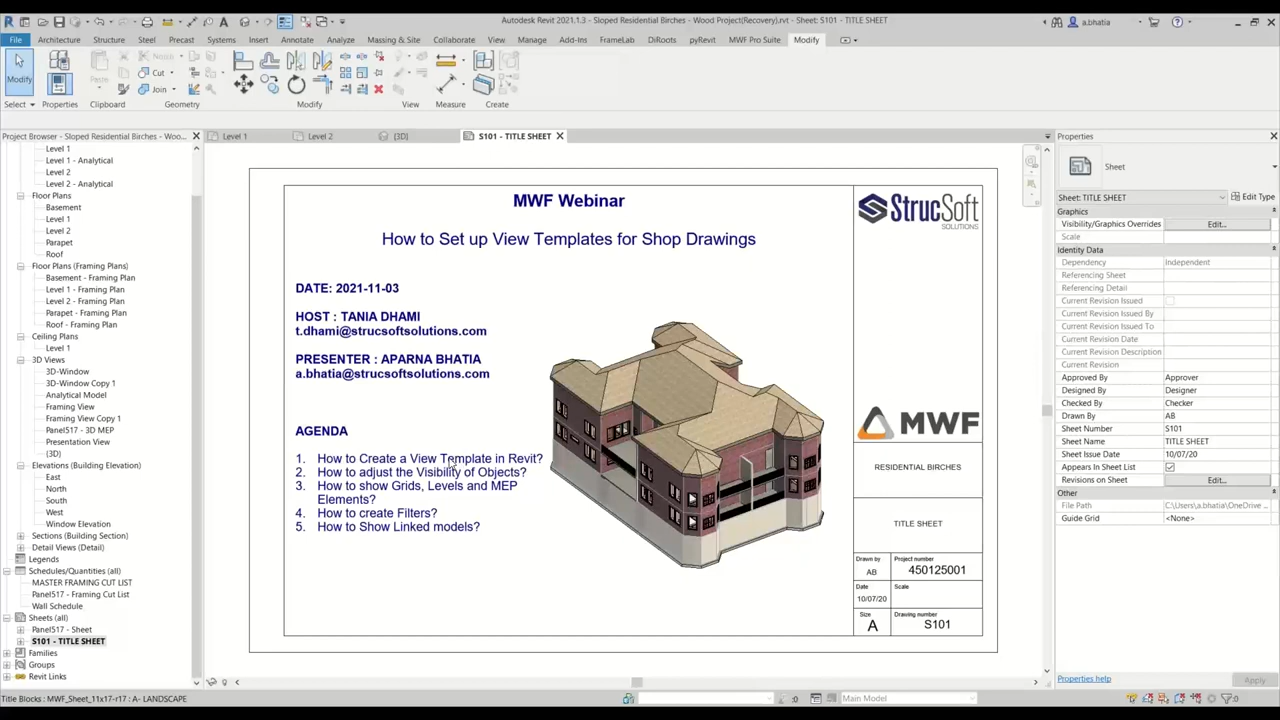 Autodesk Revit 2021.1.3 - Sloped Residential Birches - Wood Project(Recovery).rvt - Sheet: S101 - TITLE SHEET
a.bhatia
File Architecture Structure Steel Precast Systems Insert Annotate Analyze Massing & Site Collaborate View Manage Add-Ins FrameLab DiRoots pyRevit MWF Pro Suite Modify
Modify
Paste
Notch
Cut
Join
Select Properties Clipboard Geometry Modify View Measure Create
Project Browser - Sloped Residential Birches - Woo...
Level 1
Level 2
{3D}
S101 - TITLE SHEET
Level 1
Level 1 - Analytical
Level 2
Level 2 - Analytical
Floor Plans
Basement
Level 1
Level 2
Parapet
Roof
Floor Plans (Framing Plans)
Basement - Framing Plan
Level 1 - Framing Plan
Level 2 - Framing Plan
Parapet - Framing Plan
Roof - Framing Plan
Ceiling Plans
Level 1
3D Views
3D-Window
3D-Window Copy 1
Analytical Model
Framing View
Framing View Copy 1
Panel517 - 3D MEP
Presentation View
{3D}
Elevations (Building Elevation)
East
North
South
West
Window Elevation
Sections (Building Section)
Detail Views (Detail)
Legends
Schedules/Quantities (all)
MASTER FRAMING CUT LIST
Panel517 - Framing Cut List
Wall Schedule
Sheets (all)
Panel517 - Sheet
S101 - TITLE SHEET
Families
Groups
Revit Links
MWF Webinar
How to Set up View Templates for Shop Drawings
DATE: 2021-11-03
HOST : TANIA DHAMI
t.dhami@strucsoftsolutions.com
PRESENTER : APARNA BHATIA
a.bhatia@strucsoftsolutions.com
AGENDA
1. How to Create a View Template in Revit?
2. How to adjust the Visibility of Objects?
3. How to show Grids, Levels and MEP
Elements?
4. How to create Filters?
5. How to Show Linked models?
STRUCSOFT
SOLUTIONS
MWF
RESIDENTIAL BIRCHES
TITLE SHEET
Drawn by
AB
Project number
450125001
Date
10/07/20
Scale
Size
A
Drawing number
S101
Properties
Sheet
Sheet: TITLE SHEET
Edit Type
Graphics
Visibility/Graphics Overrides Edit...
Scale
Identity Data
Dependency Independent
Referencing Sheet
Referencing Detail
Current Revision Issued
Current Revision Issued By
Current Revision Issued To
Current Revision Date
Current Revision Description
Current Revision
Approved By Approver
Designed By Designer
Checked By Checker
Drawn By AB
Sheet Number S101
Sheet Name TITLE SHEET
Sheet Issue Date 10/07/20
Appears In Sheet List
Revisions on Sheet Edit...
Other
File Path C:\Users\a.bhatia\OneDrive ...
Guide Grid <None>
Properties help
Apply
Title Blocks : MWF_Sheet_11x17-r17 : A- LANDSCAPE
:0
Main Model
:0